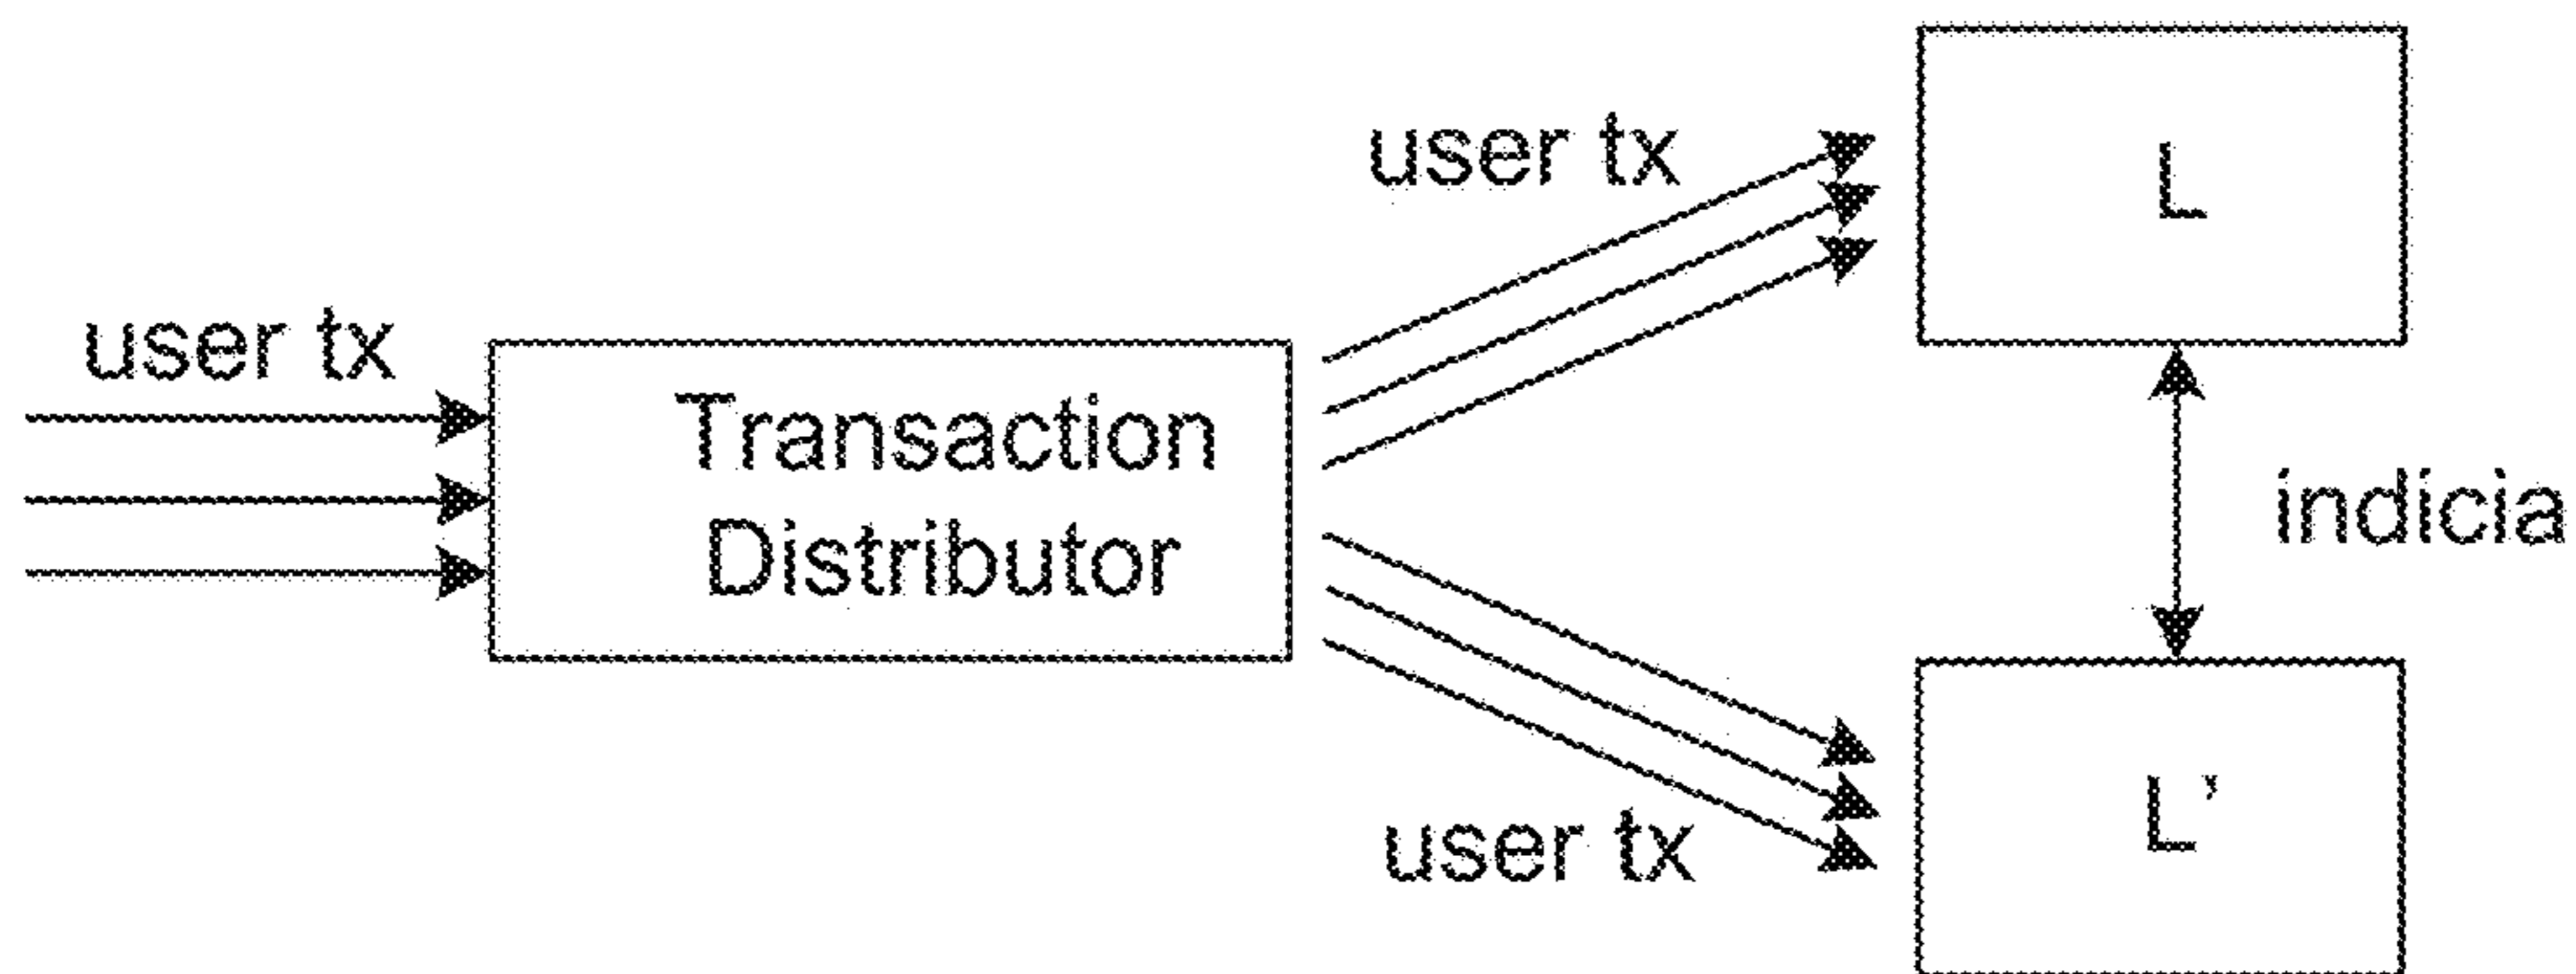 user tx
Transaction
Distributor
user tx
L
indicia
user tx
L’